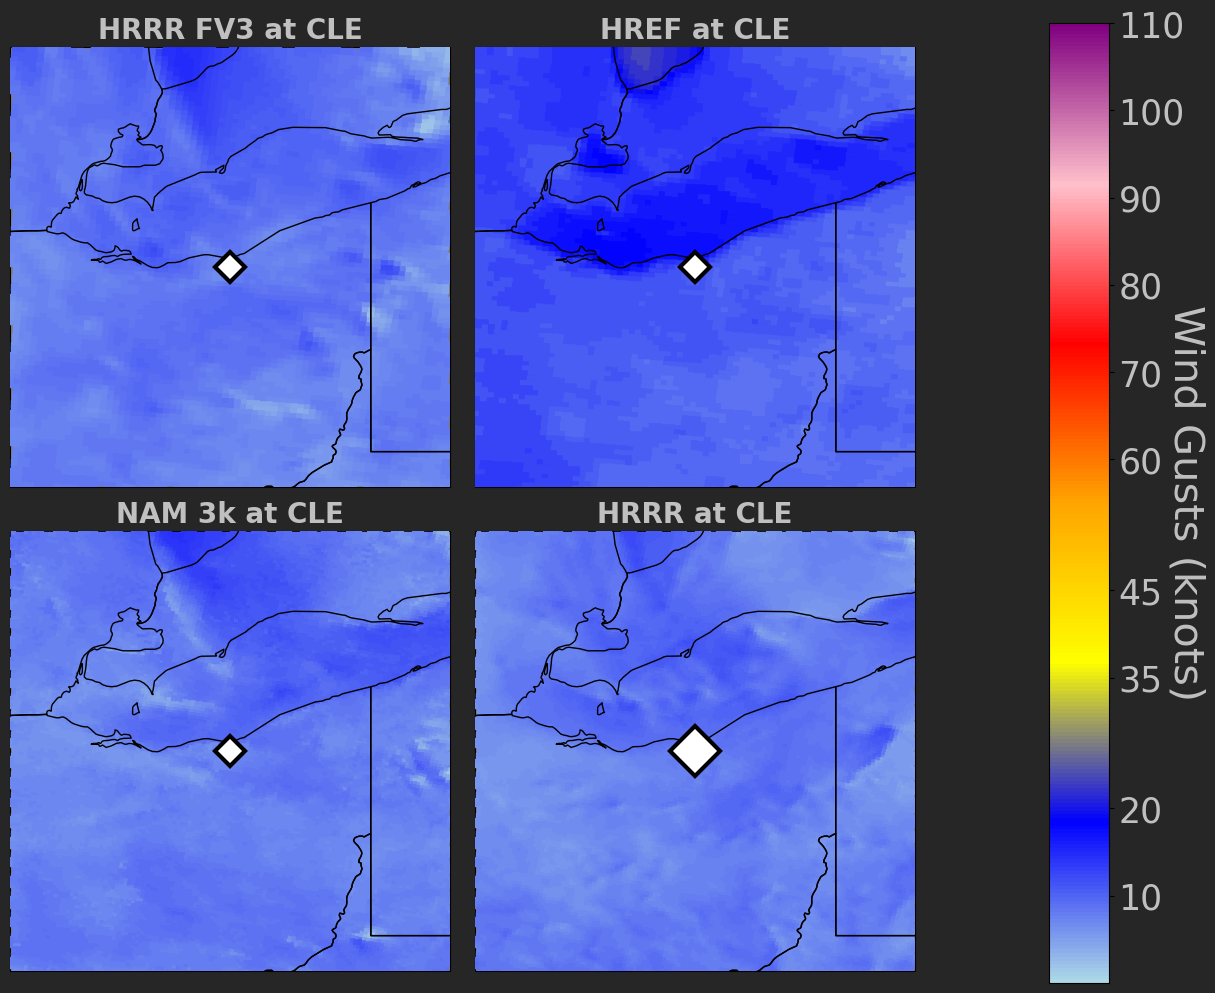 HRRR FV3 at CLE
HREF at CLE
NAM 3k at CLE
HRRR at CLE
110
100
90
80
70
60
45
35
20
10
Wind Gusts (knots)